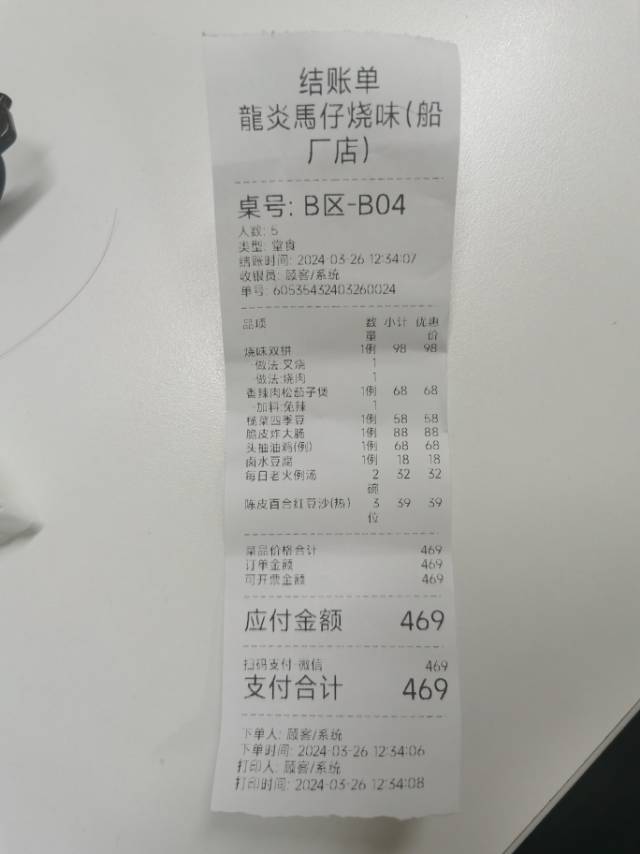 结账单
龍炎馬仔烧味(船
厂店)
桌号: B区-B04
人数: 5
类型: 堂食
结账时间: 2024-03-26 12:34:07
收银员: 顾客/系统
单号: 60535432403260024
品项 数量 小计 优惠价
烧味双拼 1例 98 98
-做法:叉烧 1
-做法:烧肉 1
香辣肉松茄子煲 1例 68 68
-加料:免辣 1
榄菜四季豆 1例 58 58
脆皮炸大肠 1例 88 88
头抽油鸡(例) 1例 68 68
卤水豆腐 1例 18 18
每日老火例汤 2碗 32 32
陈皮百合红豆沙(热) 3位 39 39
菜品价格合计 469
订单金额 469
可开票金额 469
应付金额 469
扫码支付-微信 469
支付合计 469
下单人: 顾客/系统
下单时间: 2024-03-26 12:34:06
打印人: 顾客/系统
打印时间: 2024-03-26 12:34:08